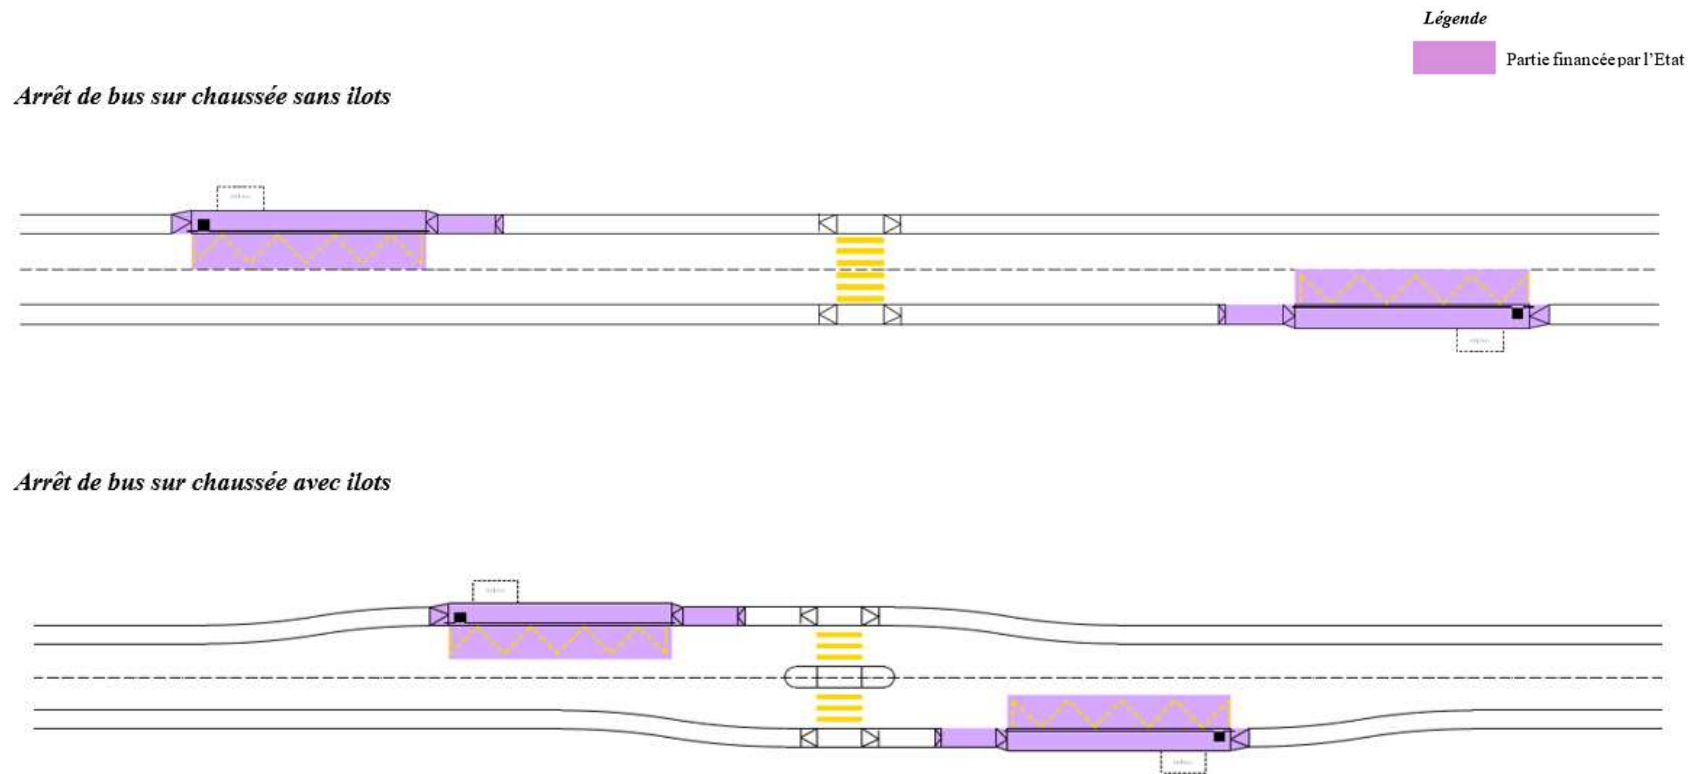 Légende
Partie financée par l'Etat
Arrêt de bus sur chaussée sans ilots
Arrêt de bus sur chaussée avec ilots